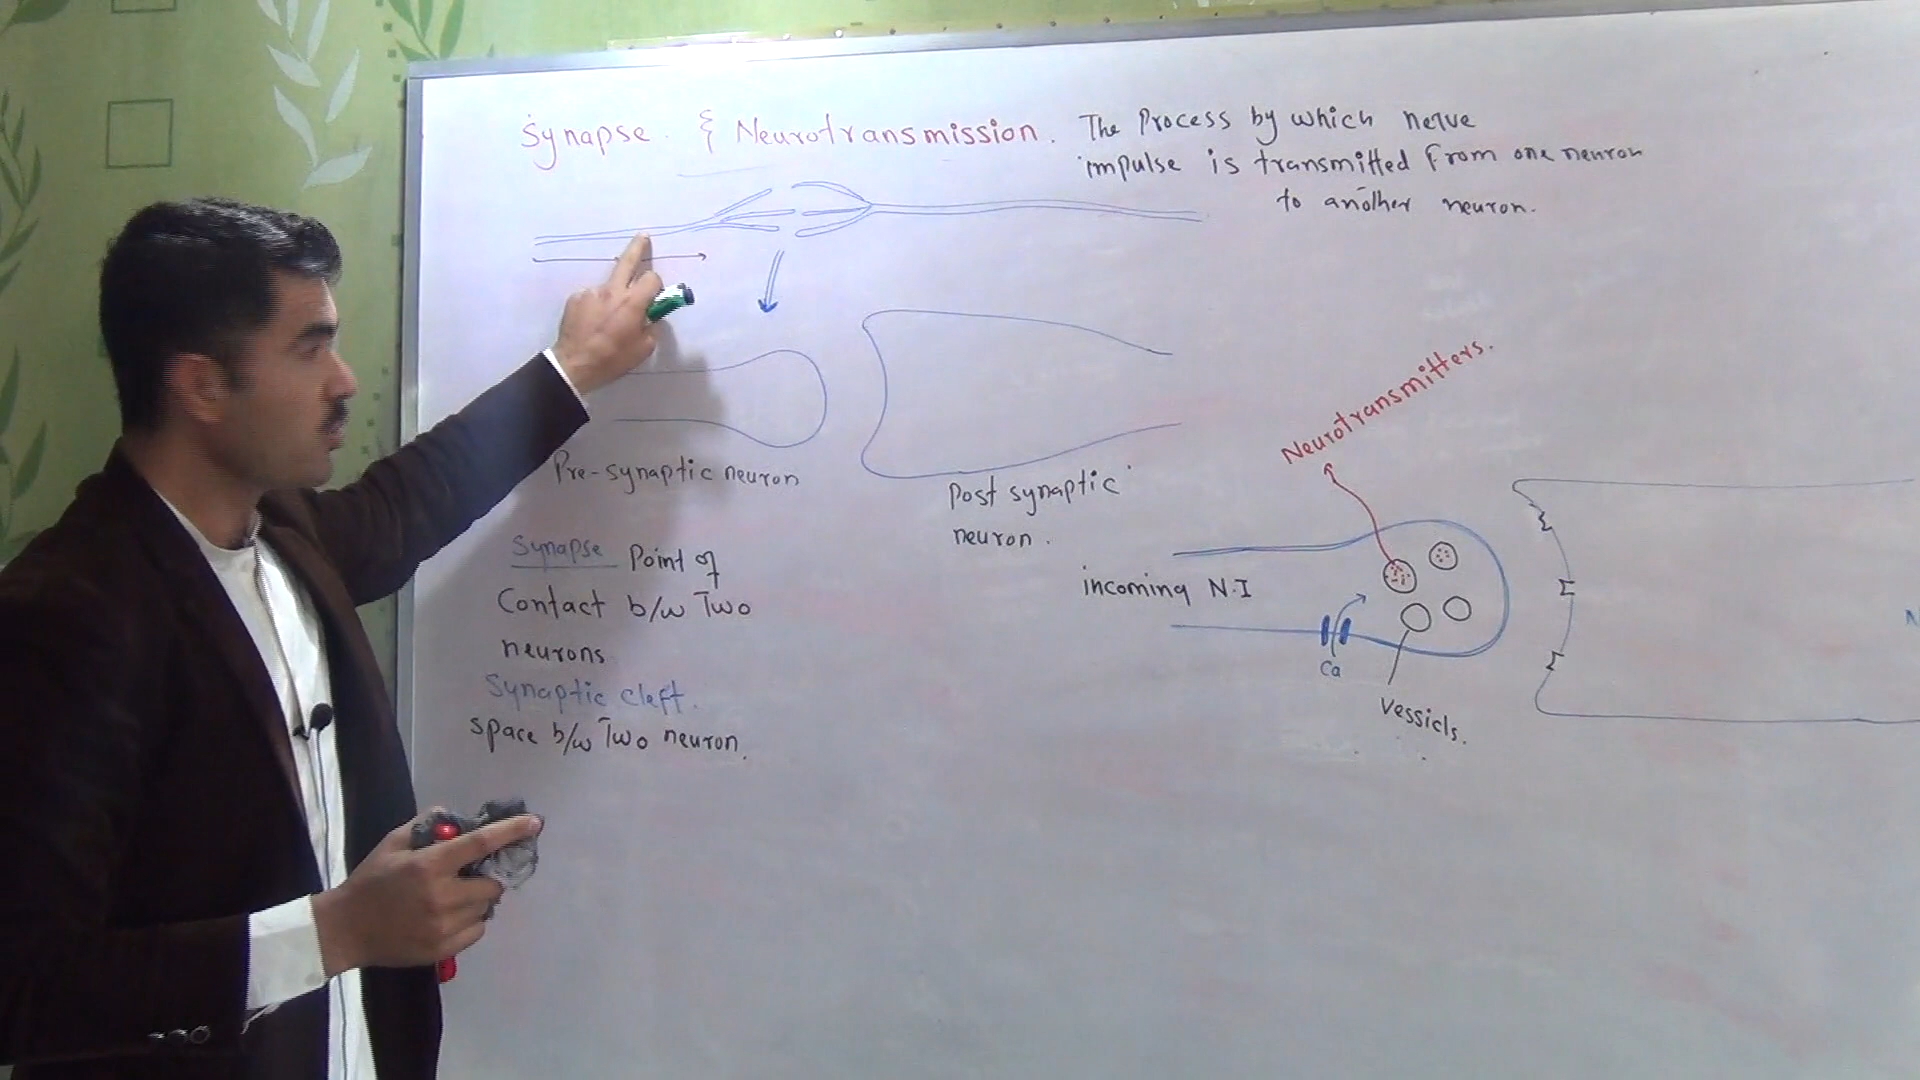 Synapse. & Neurotransmission.
The Process by which nerve
impulse is transmitted from one neuron
to another neuron.
Pre-synaptic neuron
Post synaptic
neuron.
Synapse Point of
Contact b/w Two
neurons
Synaptic cleft.
Space b/w Two neuron.
Neurotransmitters.
incoming N.I
Ca
Vessicls.
N